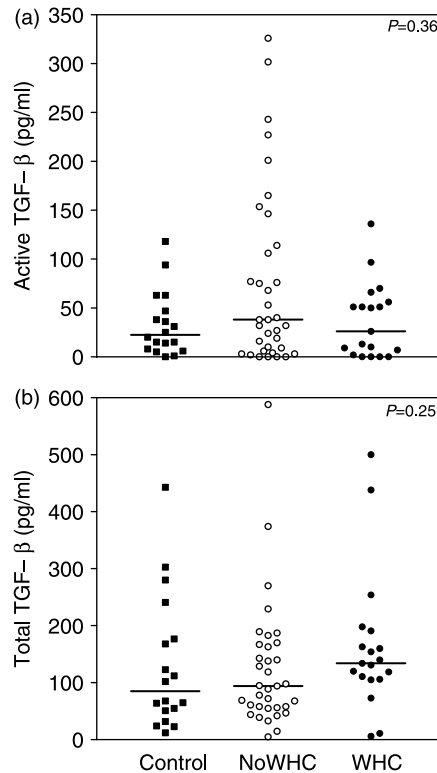 (a)
P=0.36
350
300
250
200
150
100
50
0
Active TGF– β (pg/ml)
(b)
P=0.25
600
500
400
300
200
100
0
Total TGF– β (pg/ml)
Control NoWHC WHC